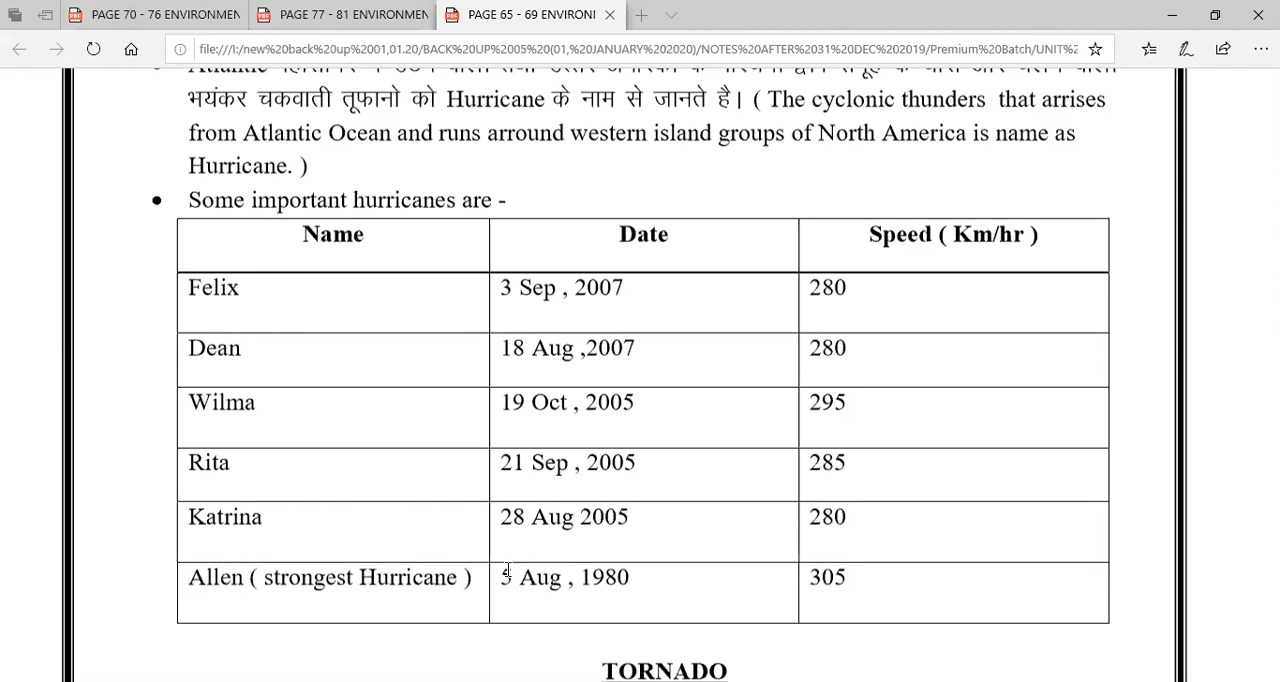 PAGE 70 - 76 ENVIRONMEN
PAGE 77 - 81 ENVIRONMEN
PAGE 65 - 69 ENVIRONI
file:///I:/new%20back%20up%2001,01.20/BACK%20UP%2005%20(01,%20JANUARY%202020)/NOTES%20AFTER%2031%20DEC%202019/Premium%20Batch/UNIT%2
Atlantic
भयंकर चकवाती तूफानो को Hurricane के नाम से जानते है। ( The cyclonic thunders that arrises
from Atlantic Ocean and runs arround western island groups of North America is name as
Hurricane. )
• Some important hurricanes are -
Name Date Speed ( Km/hr )
Felix 3 Sep , 2007 280
Dean 18 Aug ,2007 280
Wilma 19 Oct , 2005 295
Rita 21 Sep , 2005 285
Katrina 28 Aug 2005 280
Allen ( strongest Hurricane ) 5 Aug , 1980 305
TORNADO